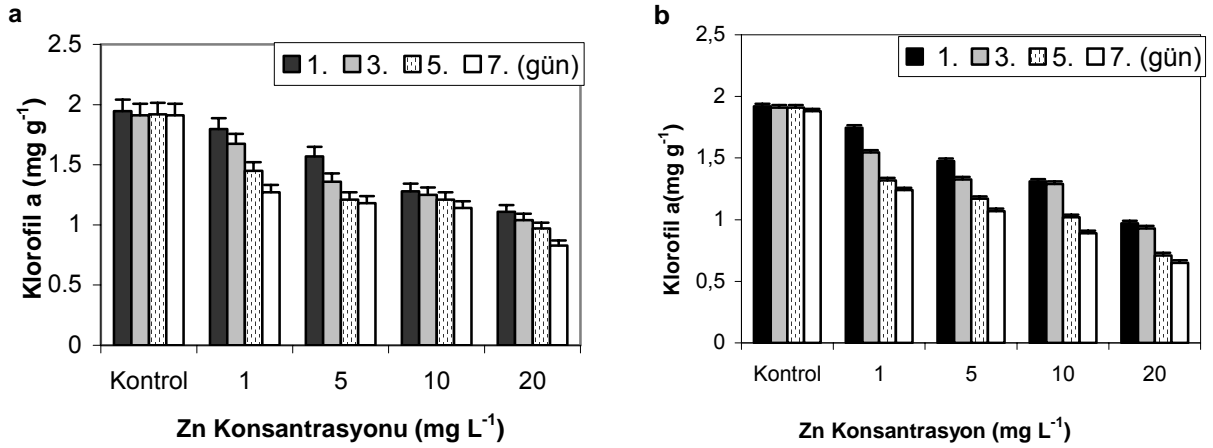 a
2.5
2
1.5
1
0.5
0
Klorofil a (mg g⁻¹)
1. 3. 5. 7. (gün)
Kontrol 1 5 10 20
Zn Konsantrasyonu (mg L⁻¹)
b
2,5
2
1,5
1
0,5
0
Klorofil a(mg g⁻¹)
1. 3. 5. 7. (gün)
Kontrol 1 5 10 20
Zn Konsantrasyon (mg L⁻¹)